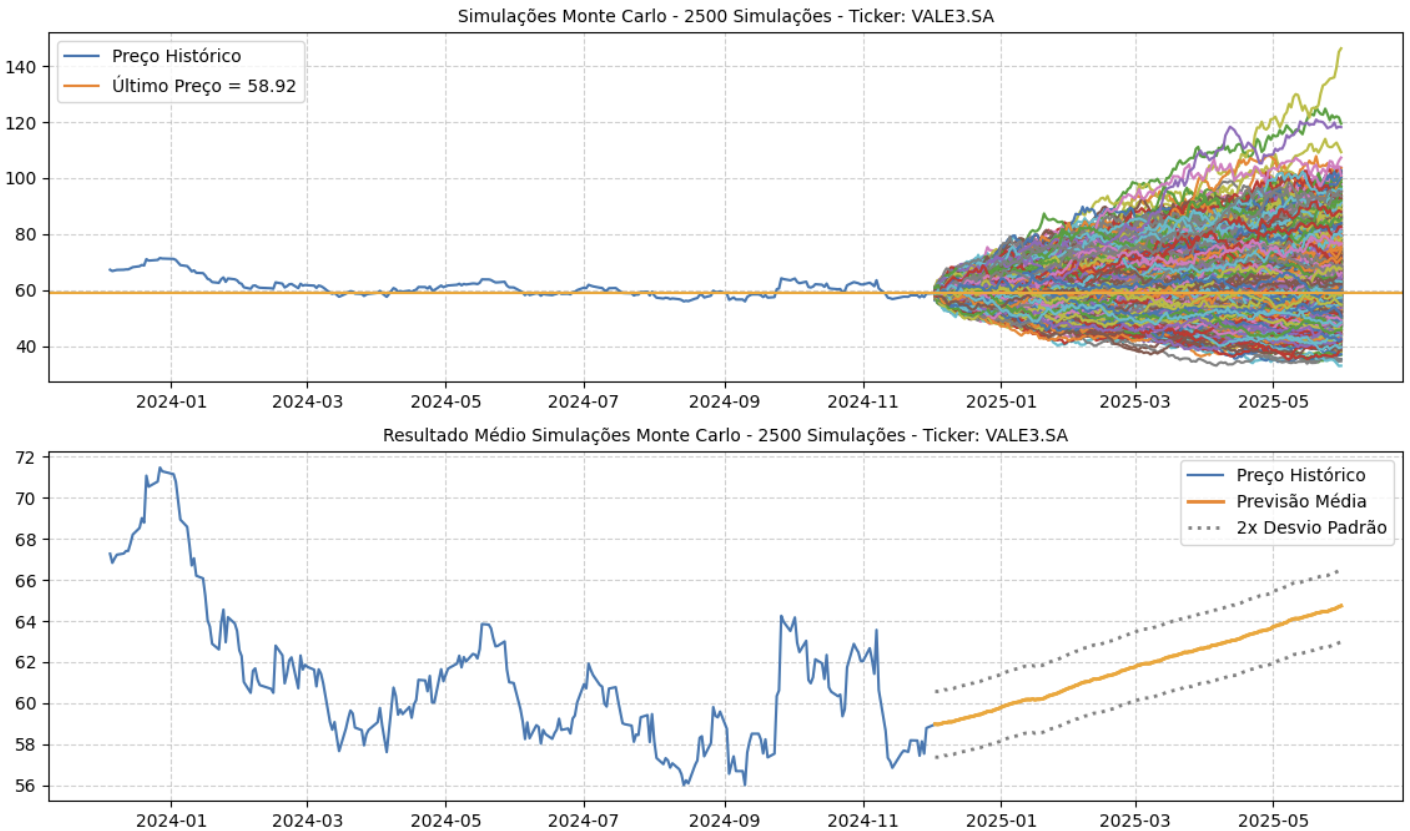 Simulações Monte Carlo - 2500 Simulações - Ticker: VALE3.SA
Preço Histórico
Último Preço = 58.92
140
120
100
80
60
40
2024-01 2024-03 2024-05 2024-07 2024-09 2024-11 2025-01 2025-03 2025-05
Resultado Médio Simulações Monte Carlo - 2500 Simulações - Ticker: VALE3.SA
Preço Histórico
Previsão Média
2x Desvio Padrão
72
70
68
66
64
62
60
58
56
2024-01 2024-03 2024-05 2024-07 2024-09 2024-11 2025-01 2025-03 2025-05